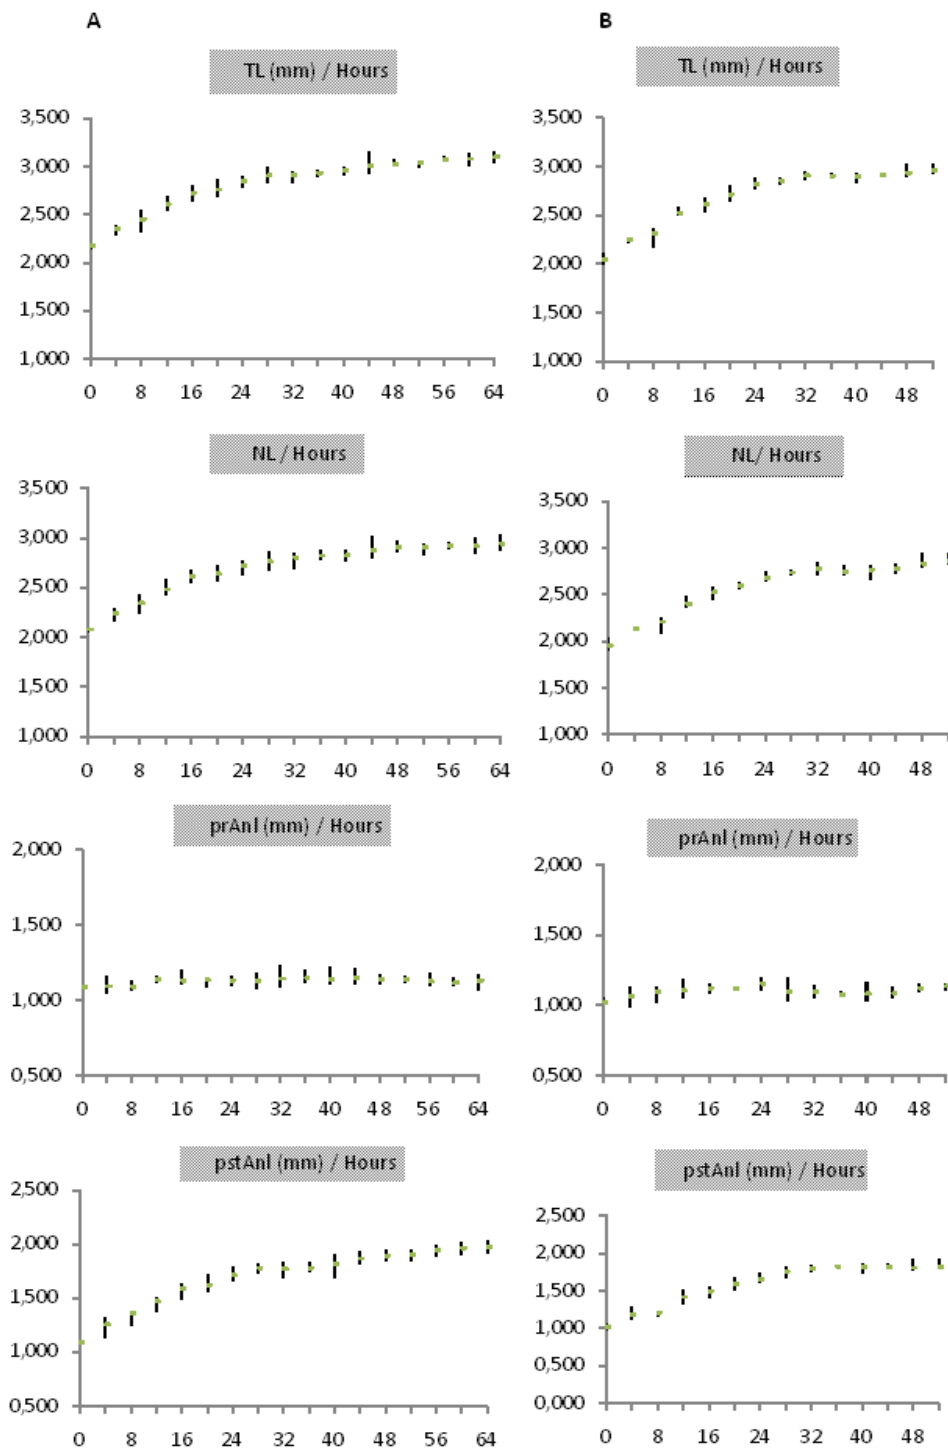 A
B
TL (mm) / Hours
3,500
3,000
2,500
2,000
1,500
1,000
0 8 16 24 32 40 48 56 64
TL (mm) / Hours
3,500
3,000
2,500
2,000
1,500
1,000
0 8 16 24 32 40 48
NL / Hours
3,500
3,000
2,500
2,000
1,500
1,000
0 8 16 24 32 40 48 56 64
NL/ Hours
3,500
3,000
2,500
2,000
1,500
1,000
0 8 16 24 32 40 48
prAnl (mm) / Hours
2,000
1,500
1,000
0,500
0 8 16 24 32 40 48 56 64
prAnl (mm) / Hours
2,000
1,500
1,000
0,500
0 8 16 24 32 40 48
pstAnl (mm) / Hours
2,500
2,000
1,500
1,000
0,500
0 8 16 24 32 40 48 56 64
pstAnl (mm) / Hours
2,500
2,000
1,500
1,000
0,500
0,000
0 8 16 24 32 40 48